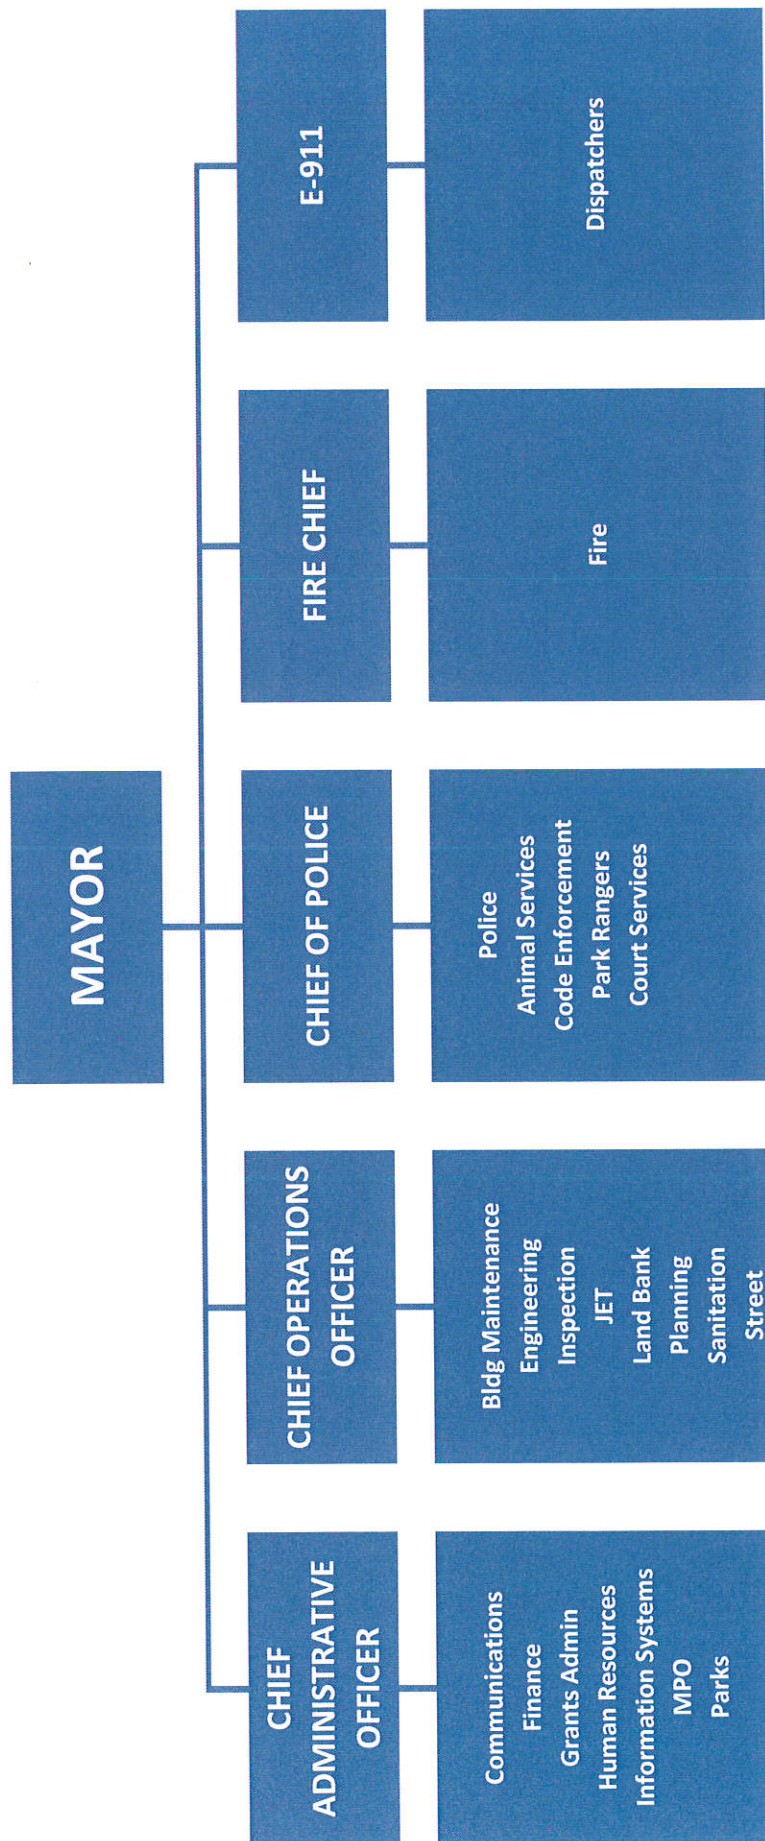 MAYOR
CHIEF
ADMINISTRATIVE
OFFICER
CHIEF OPERATIONS
OFFICER
CHIEF OF POLICE
FIRE CHIEF
E-911
Communications
Finance
Grants Admin
Human Resources
Information Systems
MPO
Parks
Bldg Maintenance
Engineering
Inspection
JET
Land Bank
Planning
Sanitation
Street
Police
Animal Services
Code Enforcement
Park Rangers
Court Services
Fire
Dispatchers